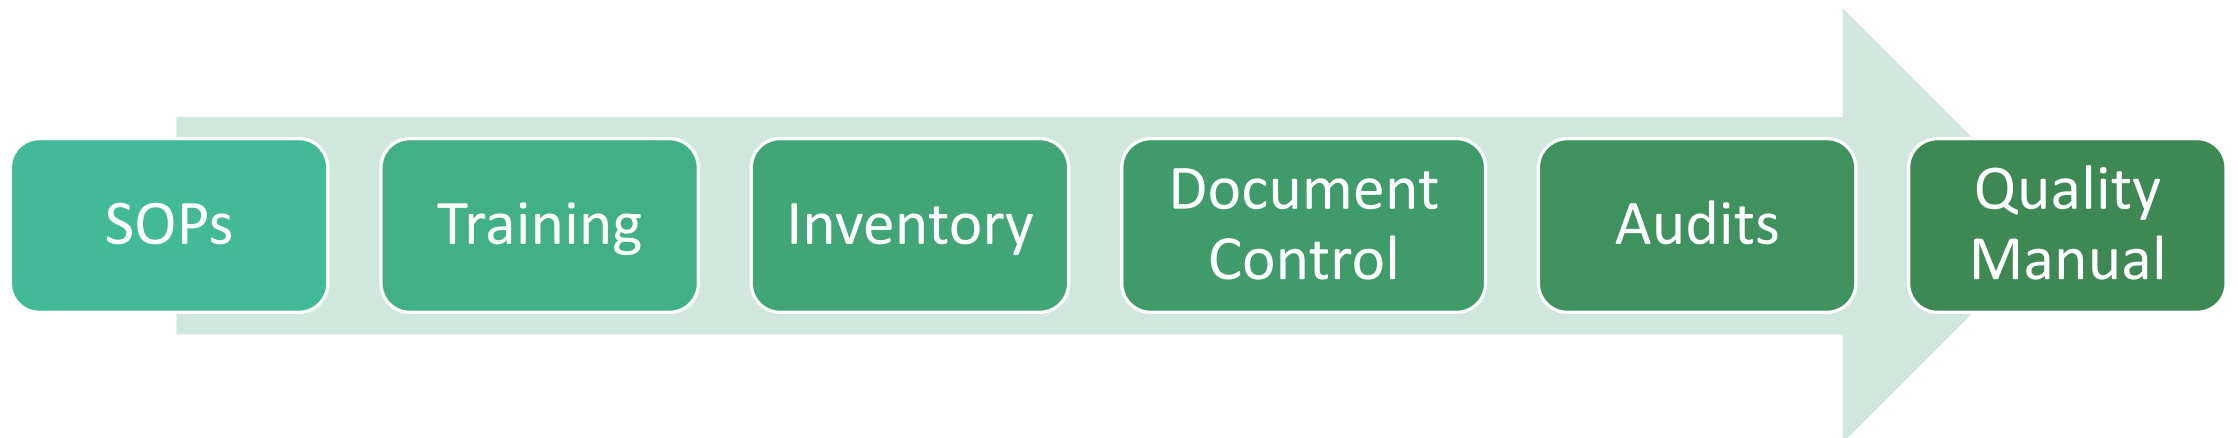 SOPs
Training
Inventory
Document
Control
Audits
Quality
Manual